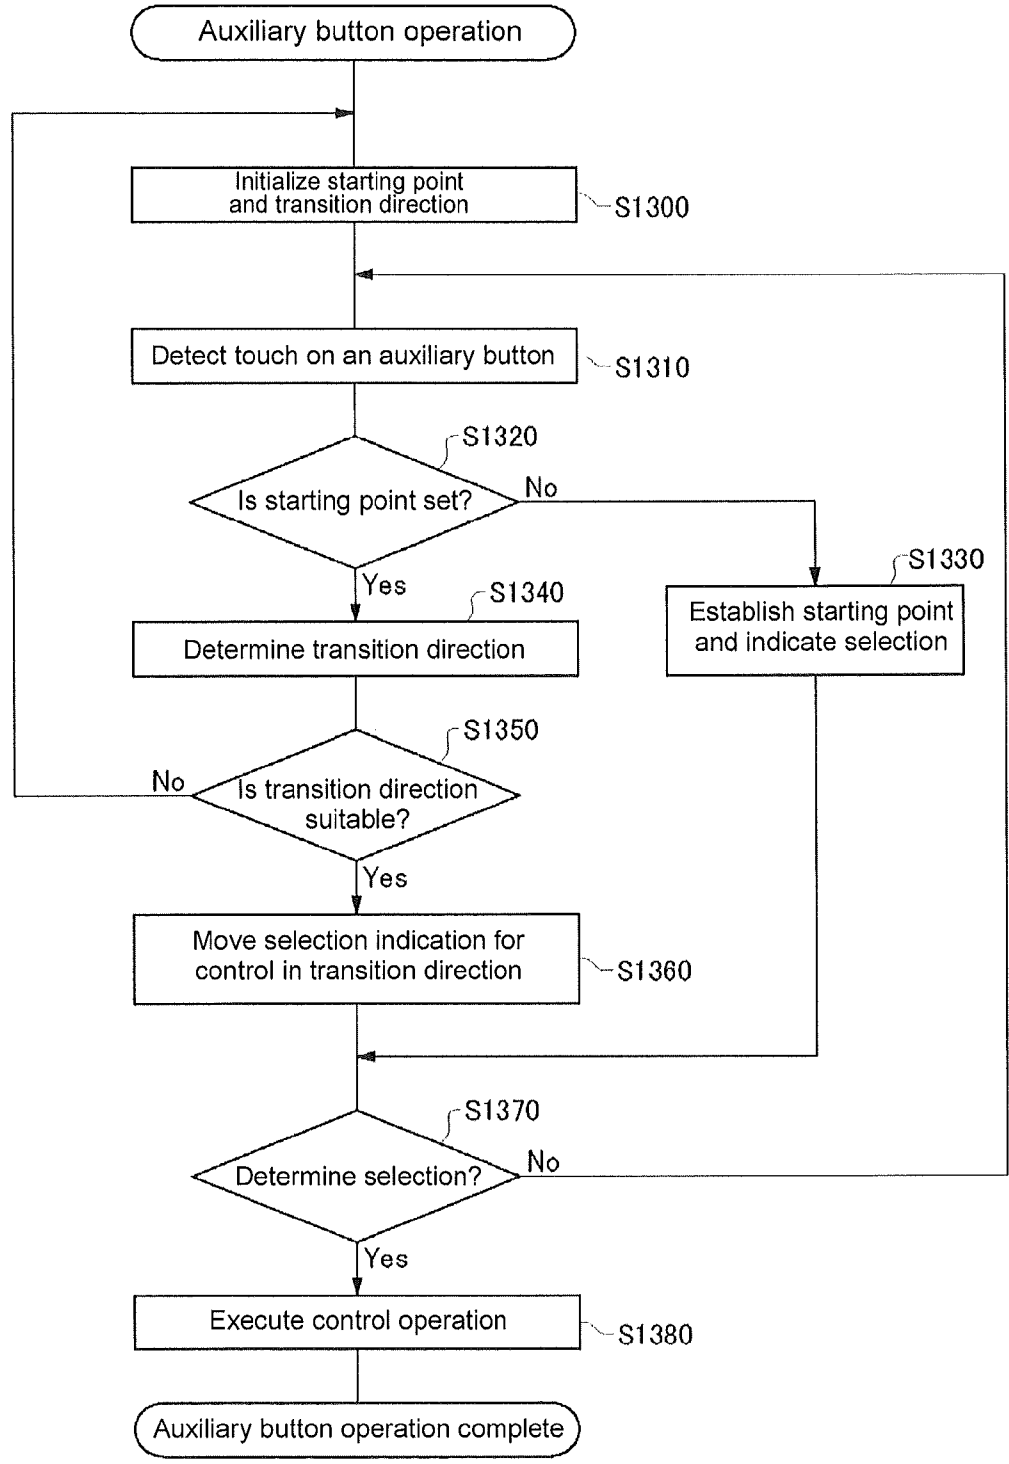 Auxiliary button operation
Initialize starting point
and transition direction
S1300
Detect touch on an auxiliary button
S1310
S1320
Is starting point set?
No
Yes
S1330
Establish starting point
and indicate selection
S1340
Determine transition direction
S1350
No
Is transition direction
suitable?
Yes
Move selection indication for
control in transition direction
S1360
S1370
Determine selection?
No
Yes
Execute control operation
S1380
Auxiliary button operation complete